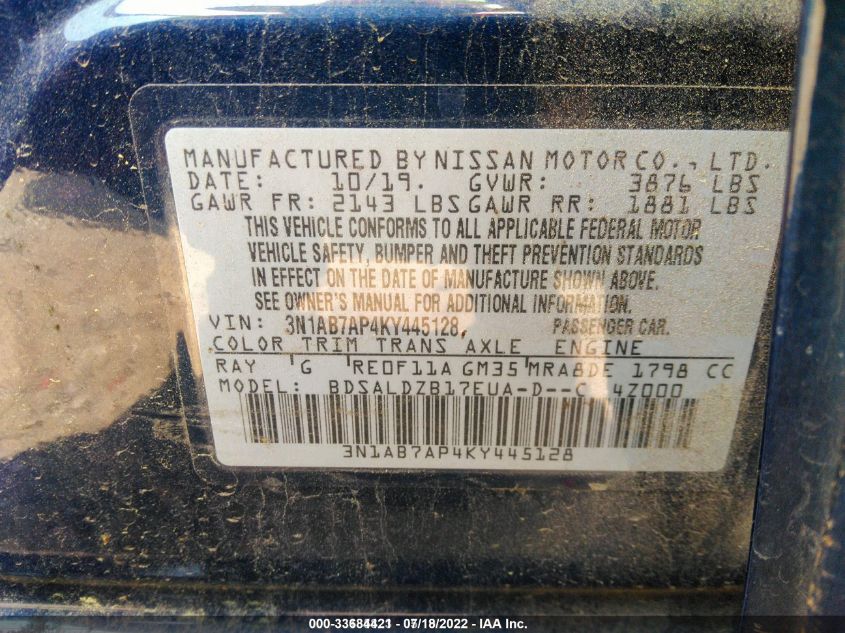 MANUFACTURED BY NISSAN MOTOR CO., LTD.
DATE: 10/19. GVWR: 3876 LBS
GAWR FR: 2143 LBS GAWR RR: 1881 LBS
THIS VEHICLE CONFORMS TO ALL APPLICABLE FEDERAL MOTOR
VEHICLE SAFETY, BUMPER AND THEFT PREVENTION STANDARDS
IN EFFECT ON THE DATE OF MANUFACTURE SHOWN ABOVE.
SEE OWNER'S MANUAL FOR ADDITIONAL INFORMATION.
VIN: 3N1AB7AP4KY445128, PASSENGER CAR.
COLOR TRIM TRANS AXLE ENGINE
RAY G RE0F11A GM35 MRA8DE 1798 CC
MODEL: BDSALDZB17EUA-D--C 4Z000
3N1AB7AP4KY445128
07/18/2022 - IAA Inc.